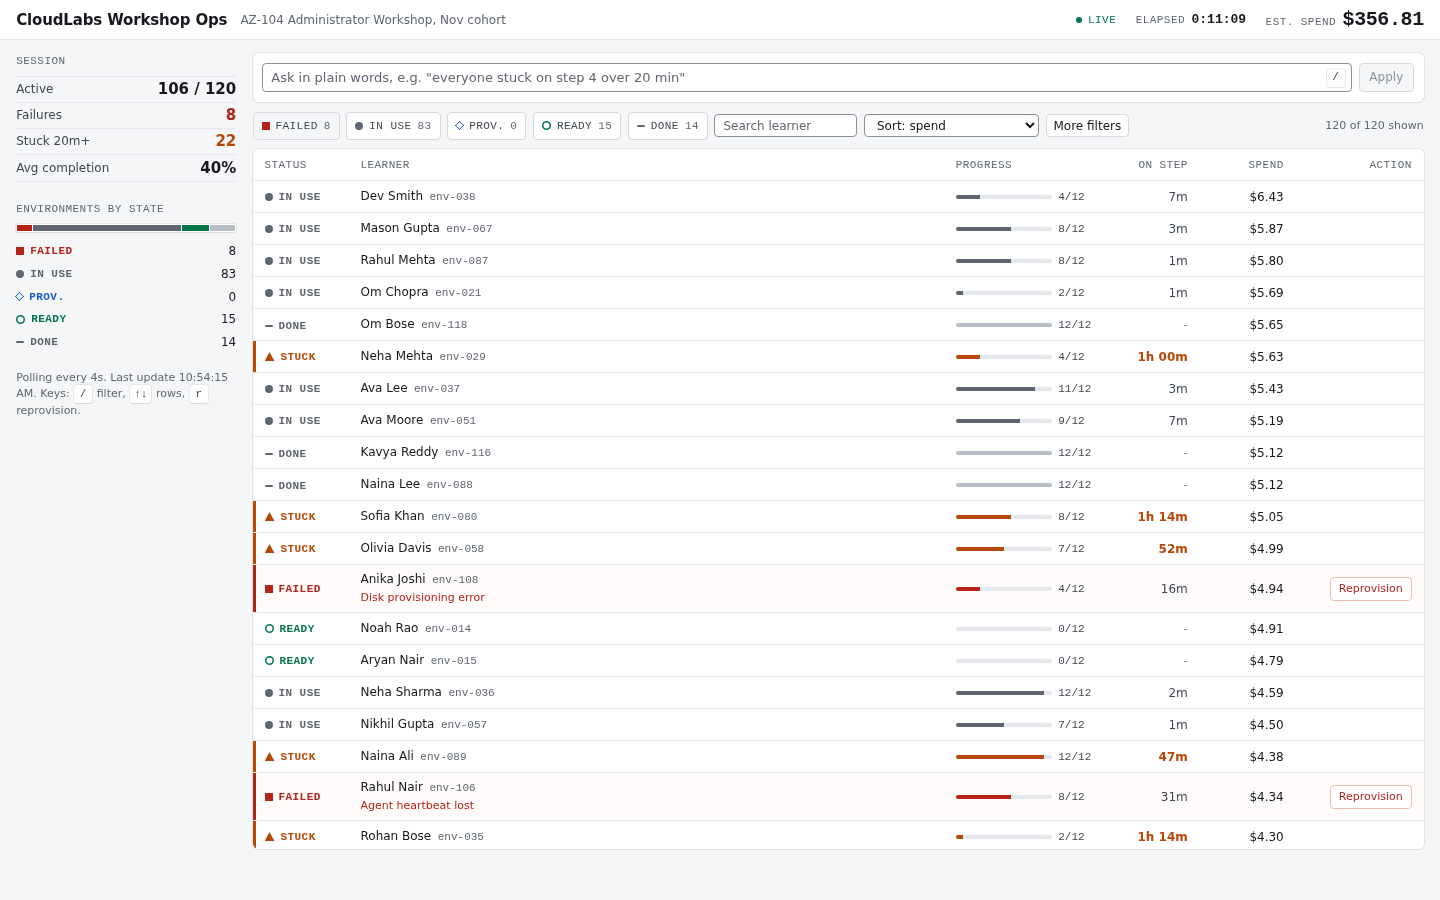 CloudLabs Workshop Ops AZ-104 Administrator Workshop, Nov cohort LIVE ELAPSED 0:11:09 EST. SPEND $356.81
SESSION
Active 106 / 120
Failures 8
Stuck 20m+ 22
Avg completion 40%
ENVIRONMENTS BY STATE
FAILED 8
IN USE 83
PROV. 0
READY 15
DONE 14
Polling every 4s. Last update 10:54:15
AM. Keys: / filter, ↑↓ rows, r
reprovision.
Ask in plain words, e.g. "everyone stuck on step 4 over 20 min" / Apply
FAILED 8 IN USE 83 PROV. 0 READY 15 DONE 14 Search learner Sort: spend More filters 120 of 120 shown
STATUS LEARNER PROGRESS ON STEP SPEND ACTION
IN USE Dev Smith env-038 4/12 7m $6.43
IN USE Mason Gupta env-067 8/12 3m $5.87
IN USE Rahul Mehta env-087 8/12 1m $5.80
IN USE Om Chopra env-021 2/12 1m $5.69
DONE Om Bose env-118 12/12 - $5.65
STUCK Neha Mehta env-029 4/12 1h 00m $5.63
IN USE Ava Lee env-037 11/12 3m $5.43
IN USE Ava Moore env-051 9/12 7m $5.19
DONE Kavya Reddy env-116 12/12 - $5.12
DONE Naina Lee env-088 12/12 - $5.12
STUCK Sofia Khan env-080 8/12 1h 14m $5.05
STUCK Olivia Davis env-058 7/12 52m $4.99
FAILED Anika Joshi env-108 4/12 16m $4.94 Reprovision
Disk provisioning error
READY Noah Rao env-014 0/12 - $4.91
READY Aryan Nair env-015 0/12 - $4.79
IN USE Neha Sharma env-036 12/12 2m $4.59
IN USE Nikhil Gupta env-057 7/12 1m $4.50
STUCK Naina Ali env-089 12/12 47m $4.38
FAILED Rahul Nair env-106 8/12 31m $4.34 Reprovision
Agent heartbeat lost
STUCK Rohan Bose env-035 2/12 1h 14m $4.30